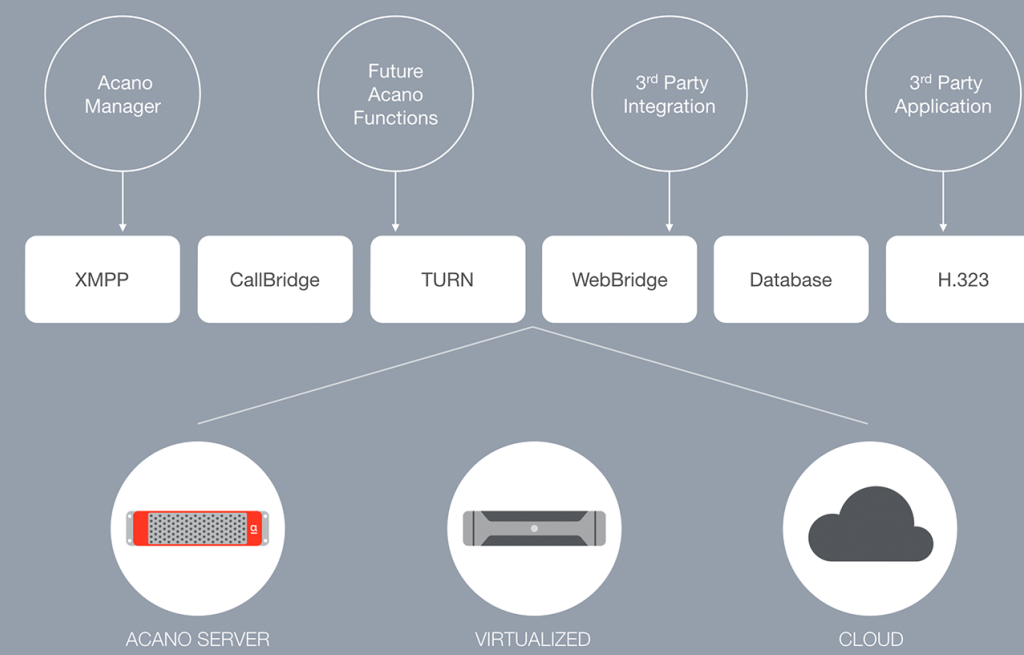 Acano
Manager
Future
Acano
Functions
3rd Party
Integration
3rd Party
Application
XMPP
CallBridge
TURN
WebBridge
Database
H.323
a
ACANO SERVER
VIRTUALIZED
CLOUD